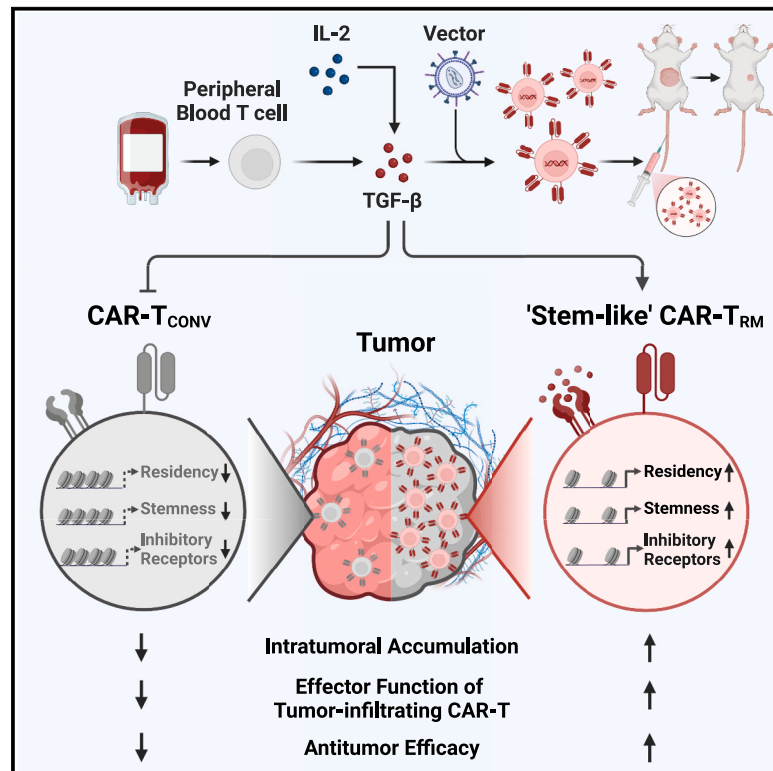 IL-2
Vector
Peripheral
Blood T cell
TGF-β
CAR-TCONV
'Stem-like' CAR-TRM
Tumor
Residency
Stemness
Inhibitory
Receptors
Residency
Stemness
Inhibitory
Receptors
Intratumoral Accumulation
Effector Function of
Tumor-infiltrating CAR-T
Antitumor Efficacy